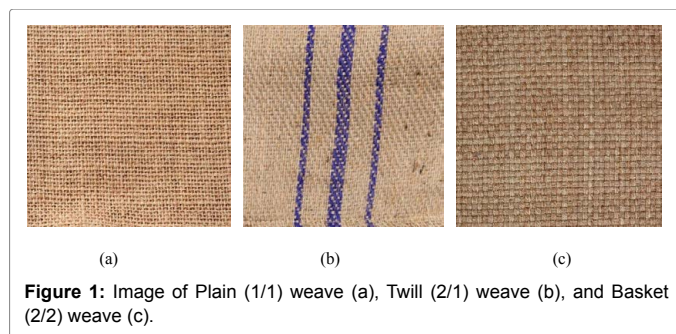 (a) (b) (c)
Figure 1: Image of Plain (1/1) weave (a), Twill (2/1) weave (b), and Basket
(2/2) weave (c).